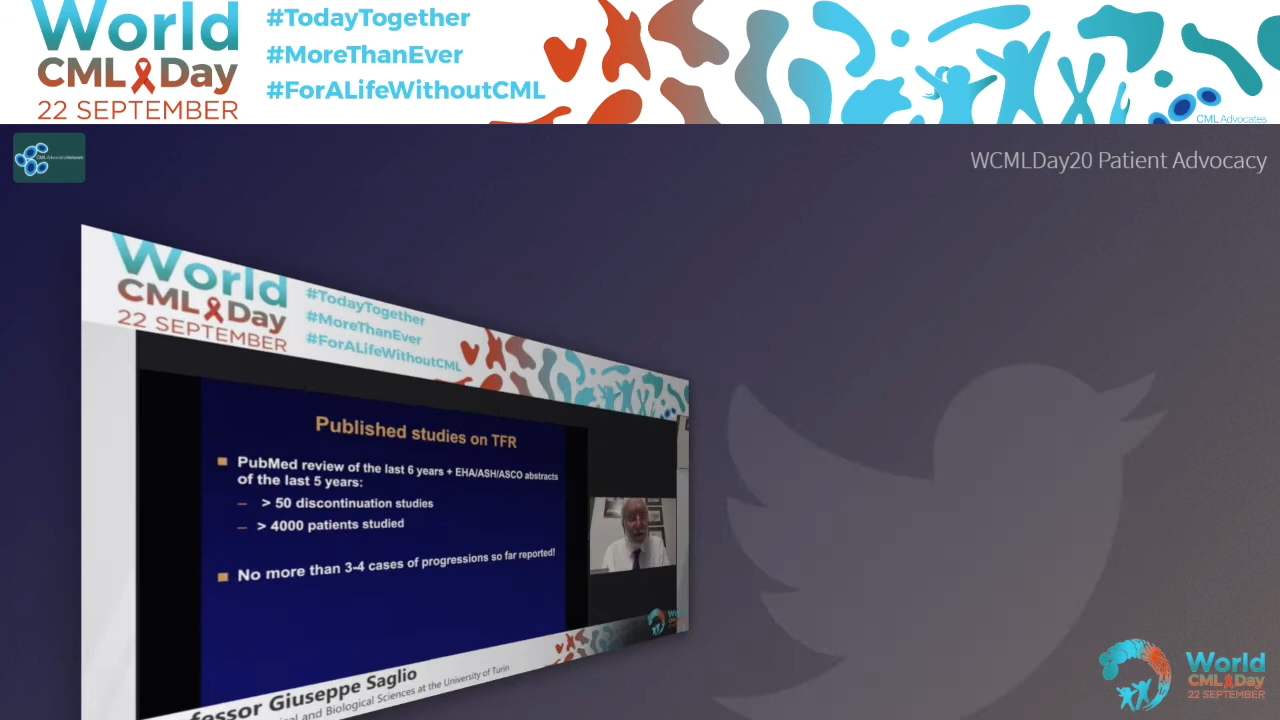 World
CML Day
22 SEPTEMBER
#TodayTogether
#MoreThanEver
#ForALifeWithoutCML
CML Advocates
CML Advocates Network
WCMLDay20 Patient Advocacy
World
CML Day
22 SEPTEMBER
#TodayTogether
#MoreThanEver
#ForALifeWithoutCML
Published studies on TFR
PubMed review of the last 6 years + EHA/ASH/ASCO abstracts
of the last 5 years:
– > 50 discontinuation studies
– > 4000 patients studied
No more than 3-4 cases of progressions so far reported!
Giuseppe Saglio
and Biological Sciences at the University of Turin
World
CML Day
22 SEPTEMBER